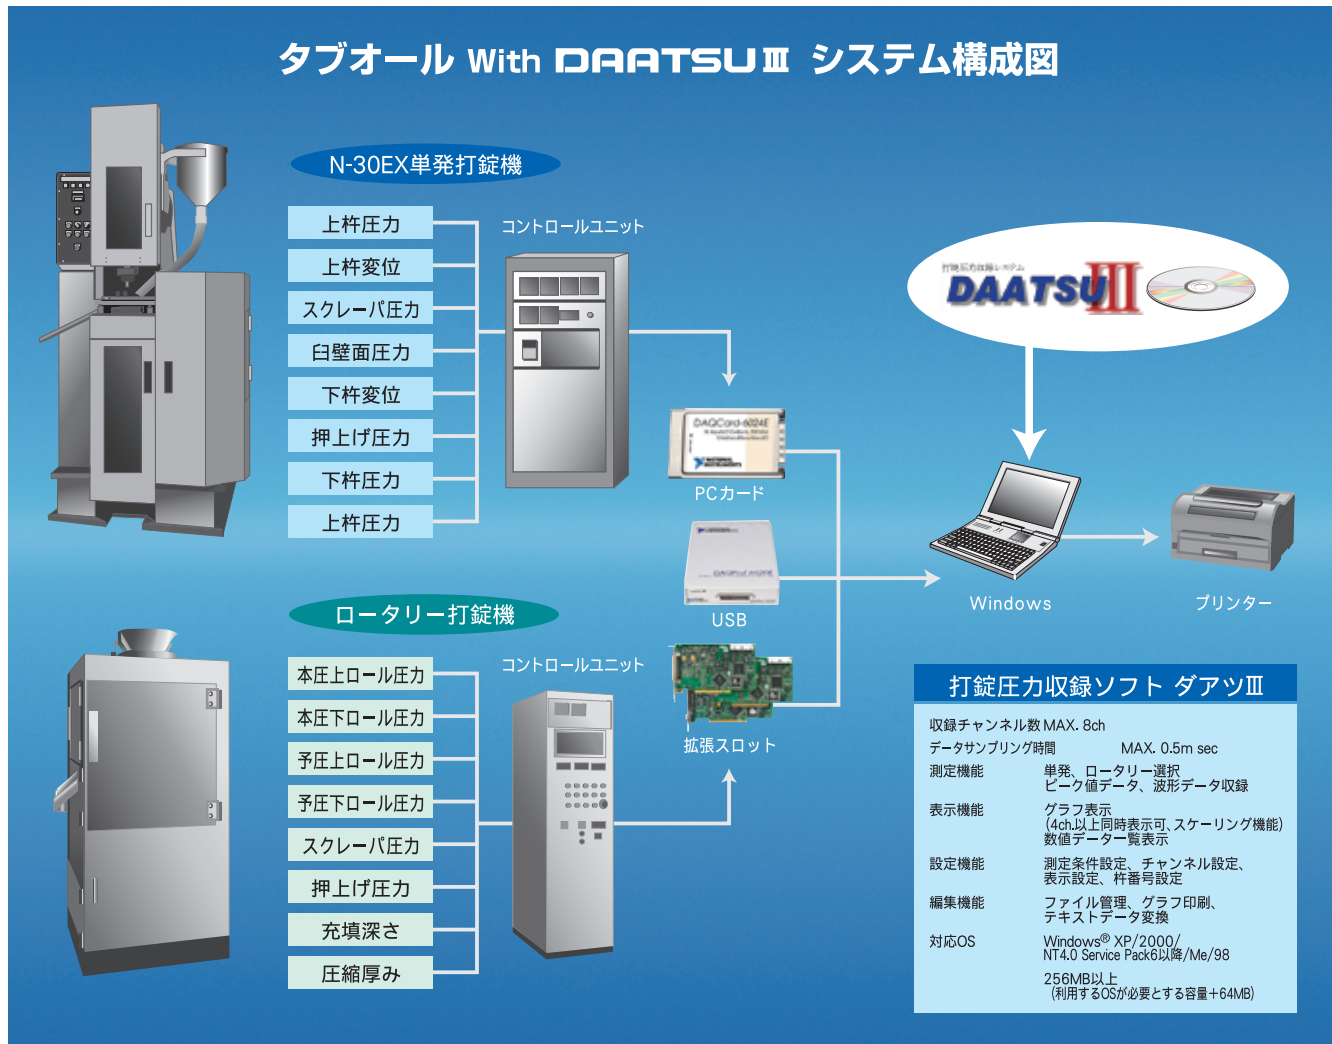 タブオール With DAATSUⅢ システム構成図
N-30EX単発打錠機
上杵圧力
上杵変位
スクレーパ圧力
臼壁面圧力
下杵変位
押上げ圧力
下杵圧力
上杵圧力
コントロールユニット
打錠圧力収録システム
DAATSUIII
DAQCard-6024E
NATIONAL
INSTRUMENTS
PCカード
USB
拡張スロット
Windows
プリンター
ロータリー打錠機
本圧上ロール圧力
本圧下ロール圧力
予圧上ロール圧力
予圧下ロール圧力
スクレーパ圧力
押上げ圧力
充填深さ
圧縮厚み
コントロールユニット
打錠圧力収録ソフト ダアツⅢ
収録チャンネル数 MAX. 8ch
データサンプリング時間 MAX. 0.5m sec
測定機能 単発、ロータリー選択
ピーク値データ、波形データ収録
表示機能 グラフ表示
(4ch.以上同時表示可、スケーリング機能)
数値データ一覧表示
設定機能 測定条件設定、チャンネル設定、
表示設定、杵番号設定
編集機能 ファイル管理、グラフ印刷、
テキストデータ変換
対応OS Windows® XP/2000/
NT4.0 Service Pack6以降/Me/98
256MB以上
(利用するOSが必要とする容量+64MB)